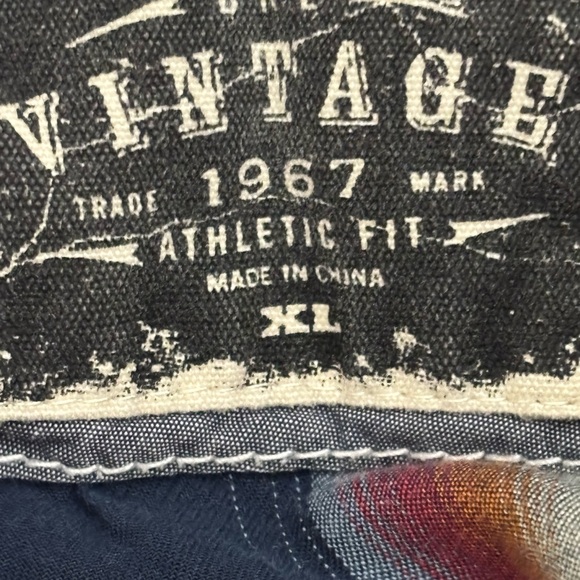 VINTAGE
TRADE 1967 MARK
ATHLETIC FIT
MADE IN CHINA
XL